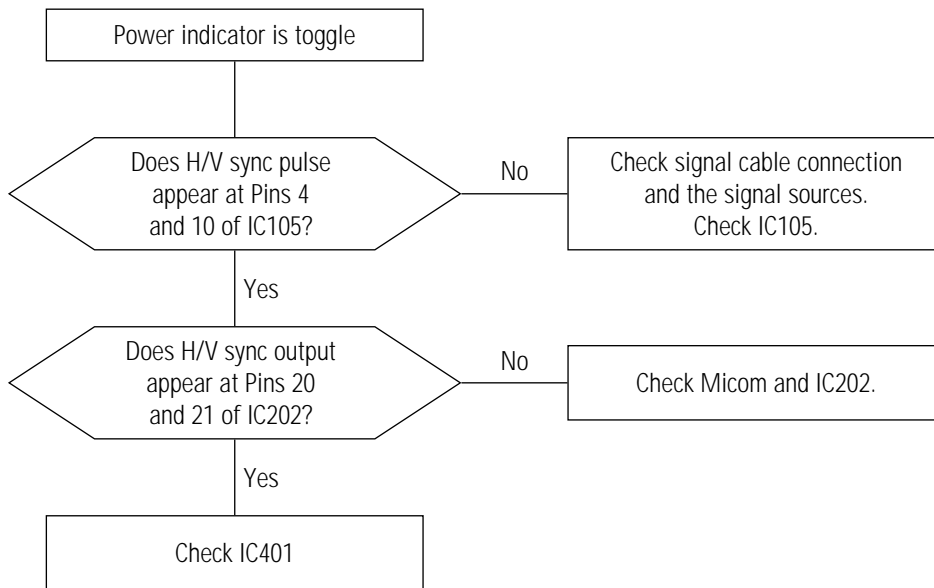 Power indicator is toggle
Does H/V sync pulse
appear at Pins 4
and 10 of IC105?
No
Check signal cable connection
and the signal sources.
Check IC105.
Yes
Does H/V sync output
appear at Pins 20
and 21 of IC202?
No
Check Micom and IC202.
Yes
Check IC401